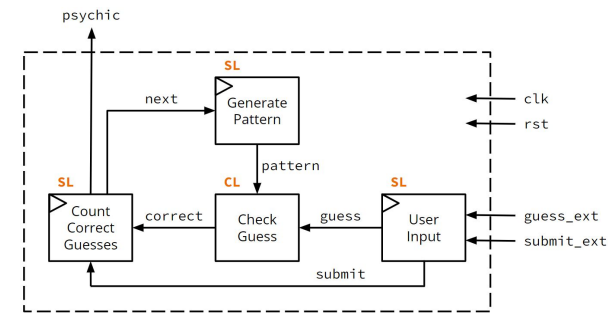 psychic
SL
next
Generate
Pattern
clk
rst
pattern
SL
CL
SL
Count
Correct
Guesses
correct
Check
Guess
guess
User
Input
guess_ext
submit_ext
submit